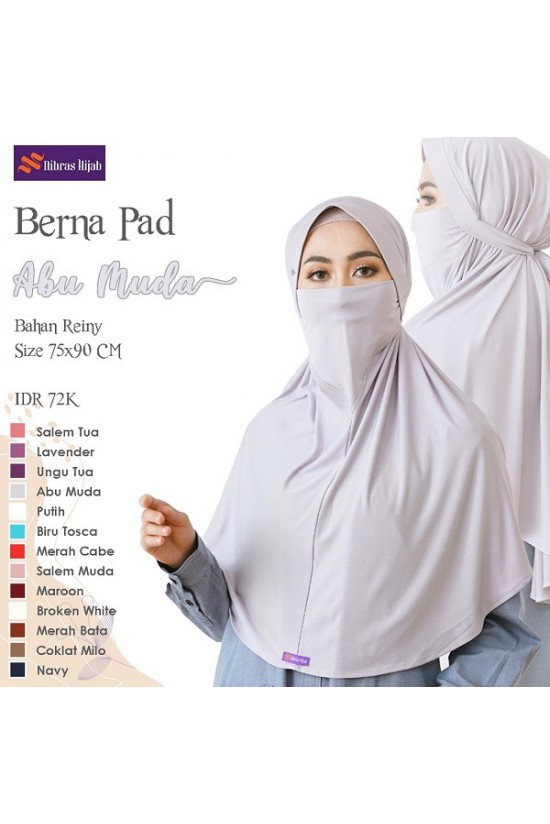 Nibras Hijab
Berna Pad
Abu Muda
Bahan Reiny
Size 75x90 CM
IDR 72K
Salem Tua
Lavender
Ungu Tua
Abu Muda
Putih
Biru Tosca
Merah Cabe
Salem Muda
Maroon
Broken White
Merah Bata
Coklat Milo
Navy